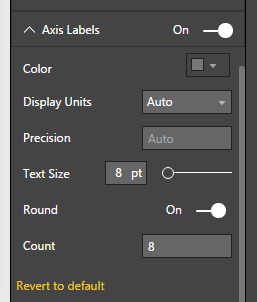 Axis Labels On
Color
Display Units Auto
Precision Auto
Text Size 8 pt
Round On
Count 8
Revert to default